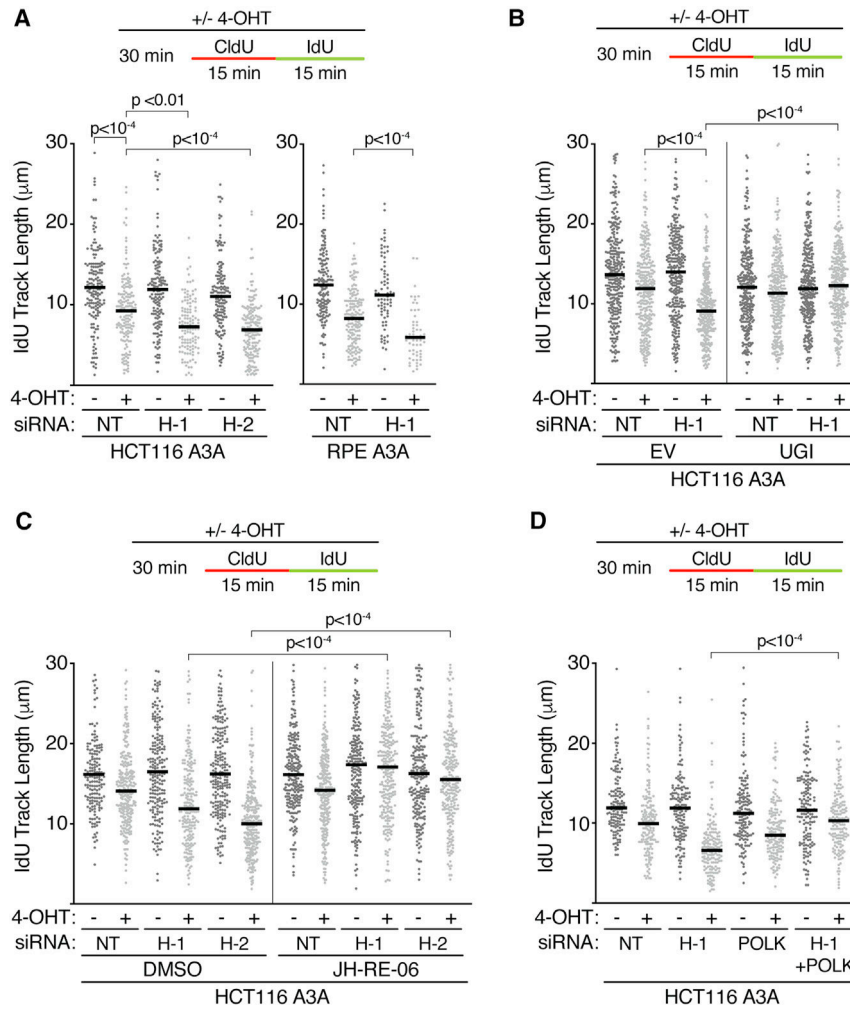 A
+/- 4-OHT
30 min
CldU
IdU
15 min
15 min
p <0.01
p<10-4
p<10-4
p<10-4
IdU Track Length (μm)
30
20
10
30
20
10
4-OHT: - + - + - + - + - +
siRNA: NT H-1 H-2 NT H-1
HCT116 A3A RPE A3A
B
+/- 4-OHT
30 min
CldU
IdU
15 min
15 min
p<10-4
p<10-4
IdU Track Length (μm)
30
20
10
4-OHT: - + - + - + - +
siRNA: NT H-1 NT H-1
EV UGI
HCT116 A3A
C
+/- 4-OHT
30 min
CldU
IdU
15 min
15 min
p<10-4
p<10-4
IdU Track Length (μm)
30
20
10
4-OHT: - + - + - + - + - + - +
siRNA: NT H-1 H-2 NT H-1 H-2
DMSO JH-RE-06
HCT116 A3A
D
+/- 4-OHT
30 min
CldU
IdU
15 min
15 min
p<10-4
IdU Track Length (μm)
30
20
10
4-OHT: - + - + - + - +
siRNA: NT H-1 POLK H-1
+POLK
HCT116 A3A